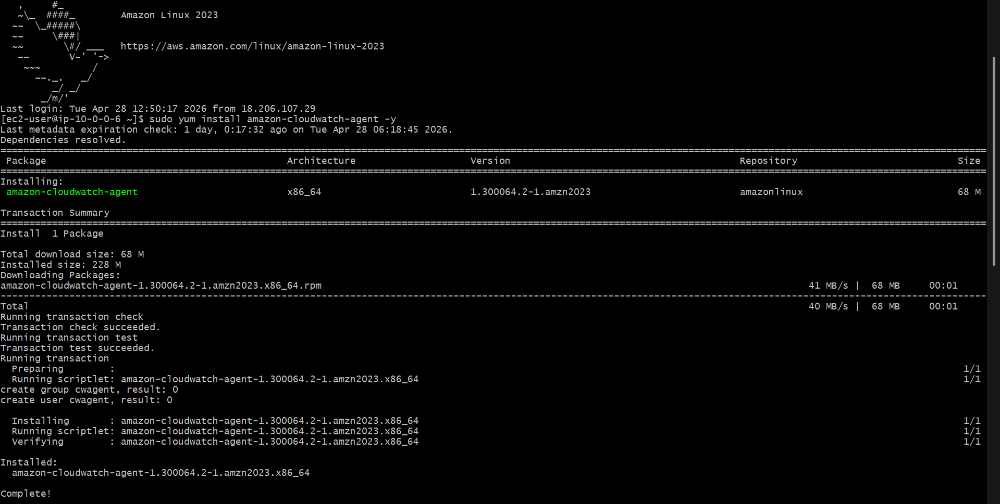 ,     #_
   ~\_  ####_        Amazon Linux 2023
  ~~  \_#####\
  ~~     \###|
  ~~       \#/ ___   https://aws.amazon.com/linux/amazon-linux-2023
   ~~       V~' '->
    ~~~         /
      ~~._.   _/
         _/ _/
       _/m/'
Last login: Tue Apr 28 12:50:17 2026 from 18.206.107.29
[ec2-user@ip-10-0-0-6 ~]$ sudo yum install amazon-cloudwatch-agent -y
Last metadata expiration check: 1 day, 0:17:32 ago on Tue Apr 28 06:18:45 2026.
Dependencies resolved.
================================================================================
 Package                    Architecture    Version                Repository    Size
================================================================================
Installing:
 amazon-cloudwatch-agent    x86_64    1.300064.2-1.amzn2023    amazonlinux    68 M

Transaction Summary
================================================================================
Install  1 Package

Total download size: 68 M
Installed size: 228 M
Downloading Packages:
amazon-cloudwatch-agent-1.300064.2-1.amzn2023.x86_64.rpm    41 MB/s |  68 MB     00:01
--------------------------------------------------------------------------------
Total    40 MB/s |  68 MB     00:01
Running transaction check
Transaction check succeeded.
Running transaction test
Transaction test succeeded.
Running transaction
  Preparing        :    1/1
  Running scriptlet: amazon-cloudwatch-agent-1.300064.2-1.amzn2023.x86_64    1/1
create group cwagent, result: 0
create user cwagent, result: 0

  Installing       : amazon-cloudwatch-agent-1.300064.2-1.amzn2023.x86_64    1/1
  Running scriptlet: amazon-cloudwatch-agent-1.300064.2-1.amzn2023.x86_64    1/1
  Verifying        : amazon-cloudwatch-agent-1.300064.2-1.amzn2023.x86_64    1/1

Installed:
  amazon-cloudwatch-agent-1.300064.2-1.amzn2023.x86_64

Complete!